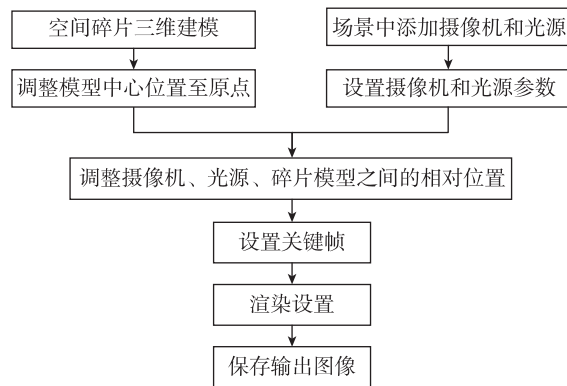 空间碎片三维建模
场景中添加摄像机和光源
调整模型中心位置至原点
设置摄像机和光源参数
调整摄像机、光源、碎片模型之间的相对位置
设置关键帧
渲染设置
保存输出图像